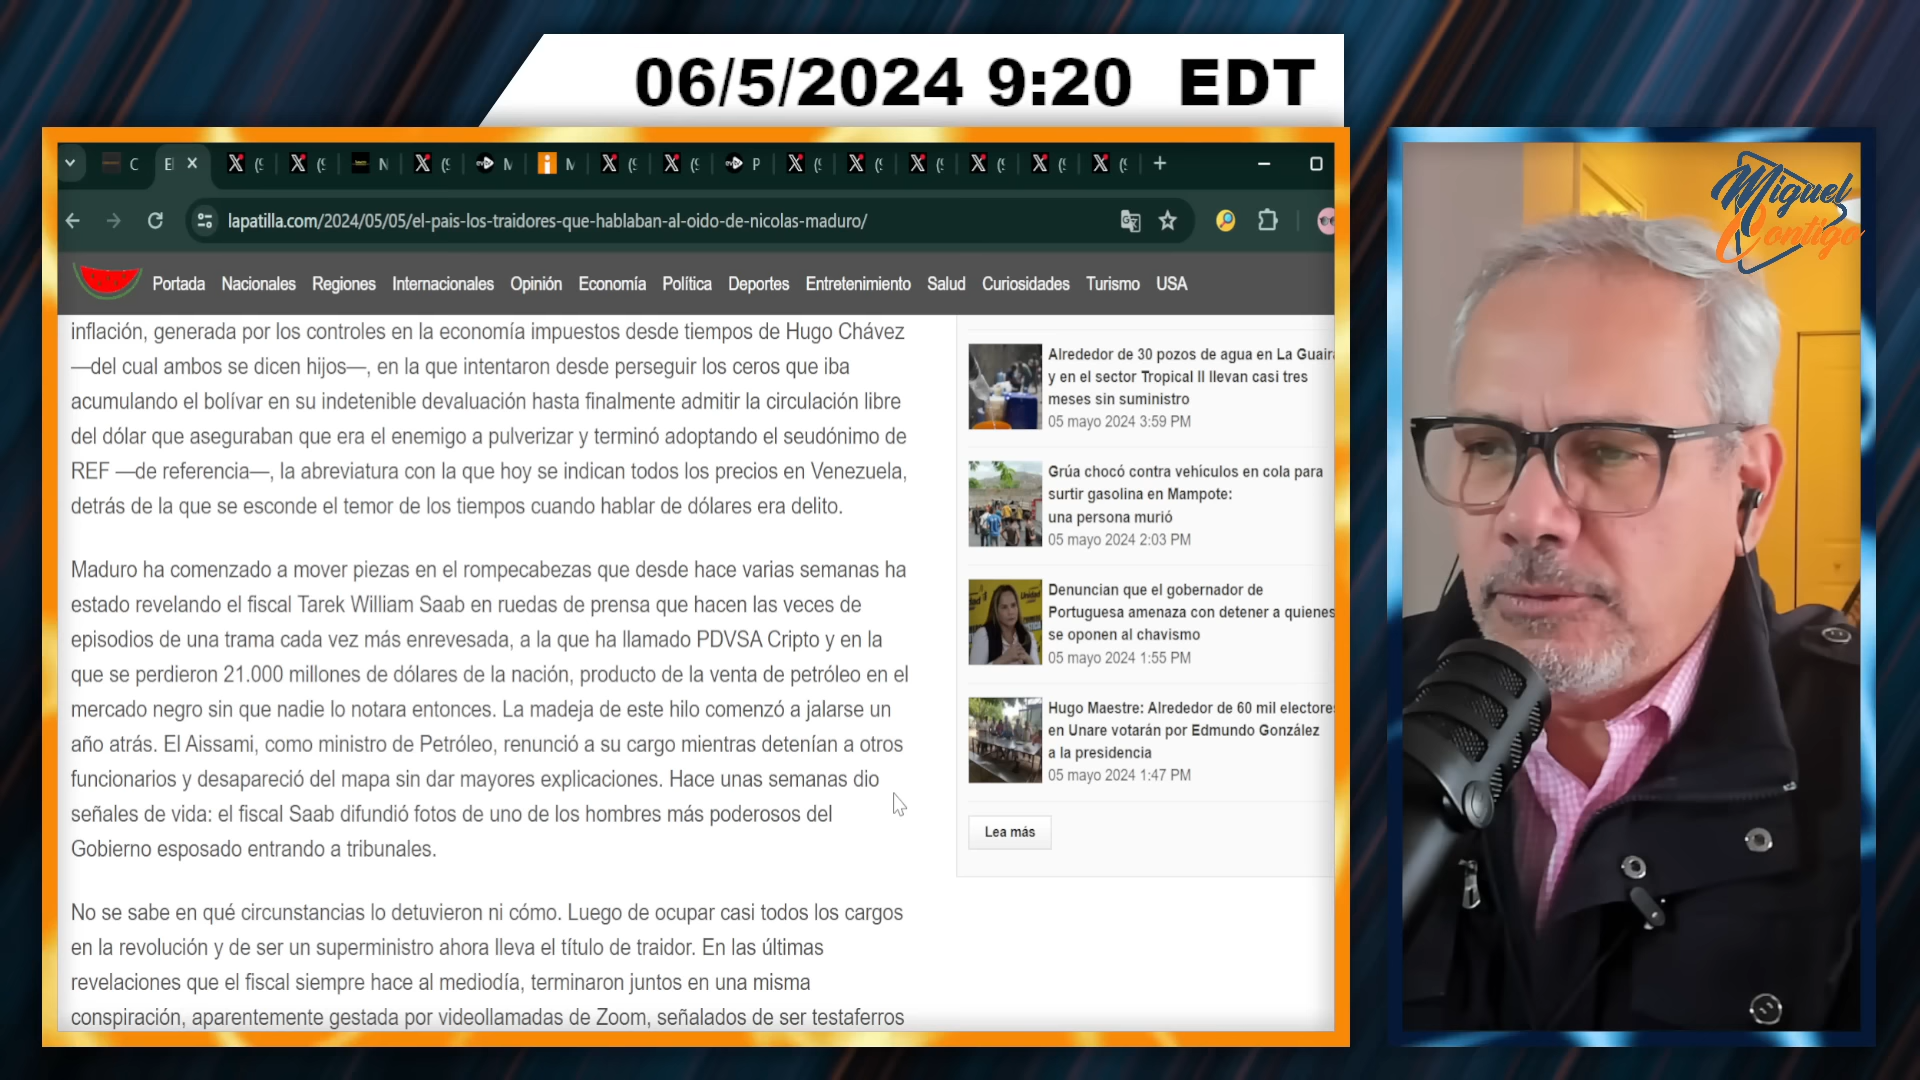 06/5/2024 9:20 EDT
lapatilla.com/2024/05/05/el-pais-los-traidores-que-hablaban-al-oido-de-nicolas-maduro/
Portada Nacionales Regiones Internacionales Opinión Economía Política Deportes Entretenimiento Salud Curiosidades Turismo USA
inflación, generada por los controles en la economía impuestos desde tiempos de Hugo Chávez
—del cual ambos se dicen hijos—, en la que intentaron desde perseguir los ceros que iba
acumulando el bolívar en su indetenible devaluación hasta finalmente admitir la circulación libre
del dólar que aseguraban que era el enemigo a pulverizar y terminó adoptando el seudónimo de
REF —de referencia—, la abreviatura con la que hoy se indican todos los precios en Venezuela,
detrás de la que se esconde el temor de los tiempos cuando hablar de dólares era delito.
Maduro ha comenzado a mover piezas en el rompecabezas que desde hace varias semanas ha
estado revelando el fiscal Tarek William Saab en ruedas de prensa que hacen las veces de
episodios de una trama cada vez más enrevesada, a la que ha llamado PDVSA Cripto y en la
que se perdieron 21.000 millones de dólares de la nación, producto de la venta de petróleo en el
mercado negro sin que nadie lo notara entonces. La madeja de este hilo comenzó a jalarse un
año atrás. El Aissami, como ministro de Petróleo, renunció a su cargo mientras detenían a otros
funcionarios y desapareció del mapa sin dar mayores explicaciones. Hace unas semanas dio
señales de vida: el fiscal Saab difundió fotos de uno de los hombres más poderosos del
Gobierno esposado entrando a tribunales.
No se sabe en qué circunstancias lo detuvieron ni cómo. Luego de ocupar casi todos los cargos
en la revolución y de ser un superministro ahora lleva el título de traidor. En las últimas
revelaciones que el fiscal siempre hace al mediodía, terminaron juntos en una misma
conspiración, aparentemente gestada por videollamadas de Zoom, señalados de ser testaferros
Alrededor de 30 pozos de agua en La Guaira
y en el sector Tropical II llevan casi tres
meses sin suministro
05 mayo 2024 3:59 PM
Grúa chocó contra vehículos en cola para
surtir gasolina en Mampote:
una persona murió
05 mayo 2024 2:03 PM
Denuncian que el gobernador de
Portuguesa amenaza con detener a quienes
se oponen al chavismo
05 mayo 2024 1:55 PM
Hugo Maestre: Alrededor de 60 mil electores
en Unare votarán por Edmundo González
a la presidencia
05 mayo 2024 1:47 PM
Lea más
Miguel
Contigo